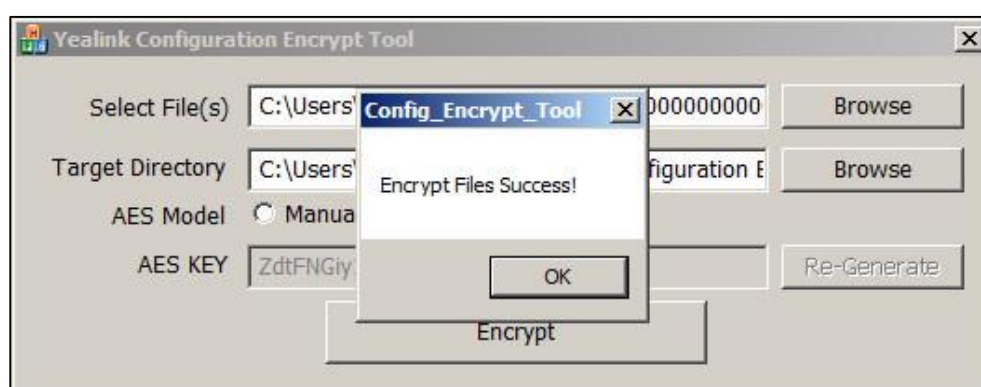 Yealink Configuration Encrypt Tool
Select File(s) C:\Users\ 000000000 Browse
Config_Encrypt_Tool
Target Directory C:\Users\ figuration E Browse
Encrypt Files Success!
AES Model Manua
AES KEY ZdtFNGiy Re-Generate
OK
Encrypt